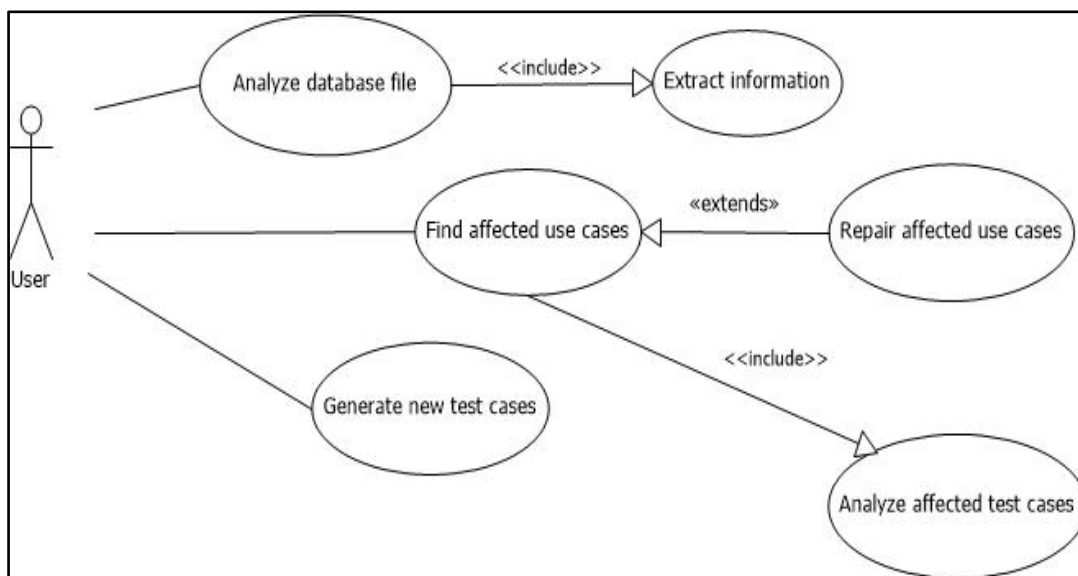 Analyze database file
<<include>>
Extract information
User
Find affected use cases
«extends»
Repair affected use cases
<<include>>
Generate new test cases
Analyze affected test cases